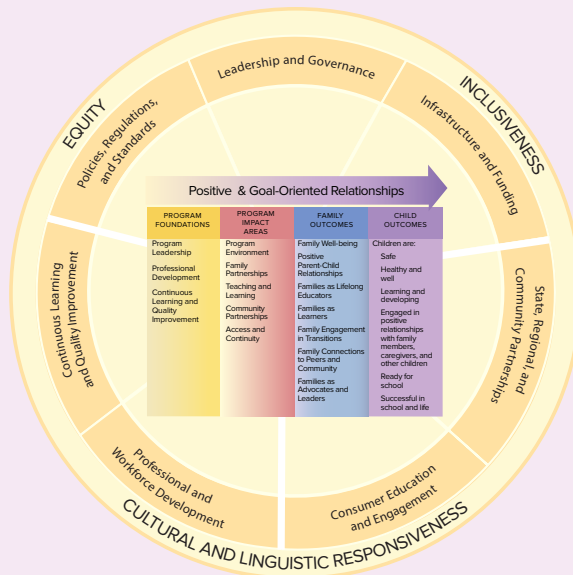 EQUITY
INCLUSIVENESS
CULTURAL AND LINGUISTIC RESPONSIVENESS
Leadership and Governance
Infrastructure and Funding
State, Regional, and
Community Partnerships
Consumer Education
and Engagement
Professional and
Workforce Development
Continuous Learning
and Quality Improvement
Policies, Regulations,
and Standards
Positive & Goal-Oriented Relationships
PROGRAM
FOUNDATIONS
Program
Leadership
Professional
Development
Continuous
Learning and
Quality
Improvement
PROGRAM
IMPACT
AREAS
Program
Environment
Family
Partnerships
Teaching and
Learning
Community
Partnerships
Access and
Continuity
FAMILY
OUTCOMES
Family Well-being
Positive
Parent-Child
Relationships
Families as Lifelong
Educators
Families as
Learners
Family Engagement
in Transitions
Family Connections
to Peers and
Community
Families as
Advocates and
Leaders
CHILD
OUTCOMES
Children are:
Safe
Healthy and
well
Learning and
developing
Engaged in
positive
relationships
with family
members,
caregivers, and
other children
Ready for
school
Successful in
school and life